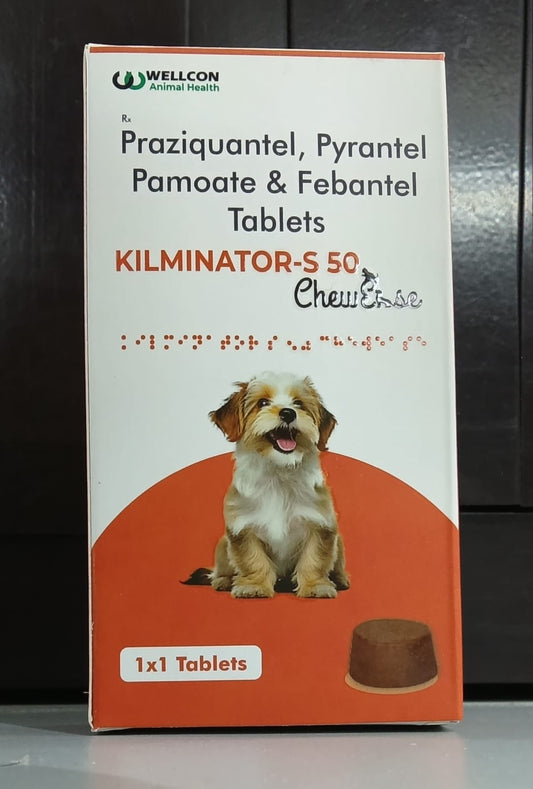 WELLCON
Animal Health
Rx
Praziquantel, Pyrantel
Pamoate & Febantel
Tablets
KILMINATOR-S 50
ChewEase
1x1 Tablets